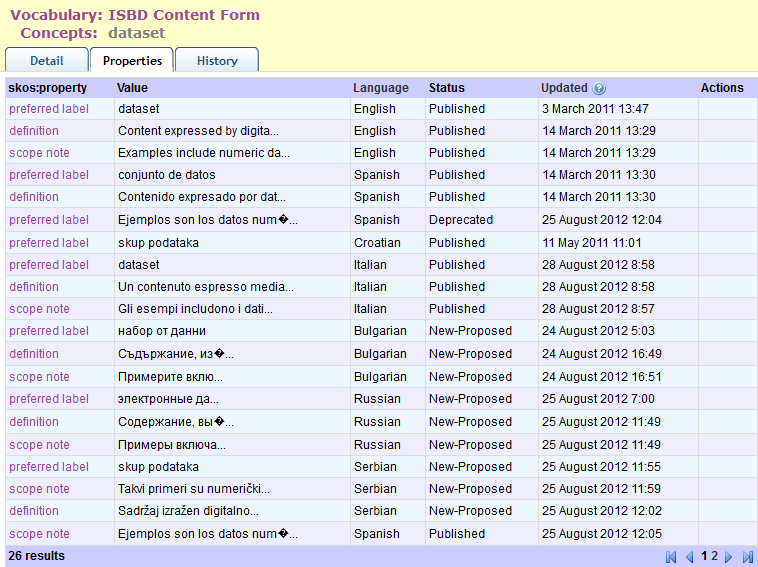 Vocabulary: ISBD Content Form
Concepts: dataset
Detail Properties History
skos:property Value Language Status Updated ? Actions
preferred label dataset English Published 3 March 2011 13:47
definition Content expressed by digita... English Published 14 March 2011 13:29
scope note Examples include numeric da... English Published 14 March 2011 13:29
preferred label conjunto de datos Spanish Published 14 March 2011 13:30
definition Contenido expresado por dat... Spanish Published 14 March 2011 13:30
preferred label Ejemplos son los datos num�... Spanish Deprecated 25 August 2012 12:04
preferred label skup podataka Croatian Published 11 May 2011 11:01
preferred label dataset Italian Published 28 August 2012 8:58
definition Un contenuto espresso media... Italian Published 28 August 2012 8:58
scope note Gli esempi includono i dati... Italian Published 28 August 2012 8:57
preferred label набор от данни Bulgarian New-Proposed 24 August 2012 5:03
definition Съдържание, из�... Bulgarian New-Proposed 24 August 2012 16:49
scope note Примерите вклю... Bulgarian New-Proposed 24 August 2012 16:51
preferred label электронные да... Russian New-Proposed 25 August 2012 7:00
definition Содержание, вы�... Russian New-Proposed 25 August 2012 11:49
scope note Примеры включа... Russian New-Proposed 25 August 2012 11:49
preferred label skup podataka Serbian New-Proposed 25 August 2012 11:55
scope note Takvi primeri su numerički... Serbian New-Proposed 25 August 2012 11:59
definition Sadržaj izražen digitalno... Serbian New-Proposed 25 August 2012 12:02
scope note Ejemplos son los datos num�... Spanish Published 25 August 2012 12:05
26 results 1 2